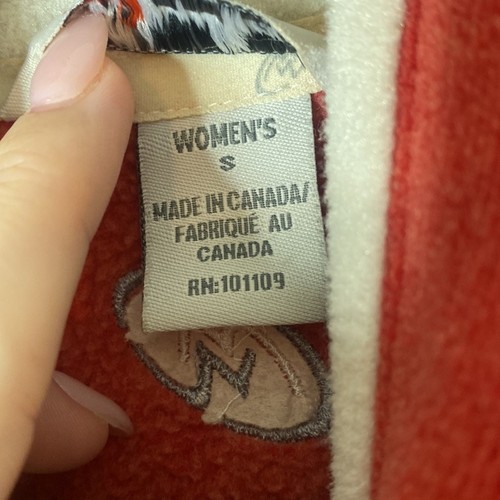 WOMEN'S
S
MADE IN CANADA/
FABRIQUÉ AU
CANADA
RN:101109